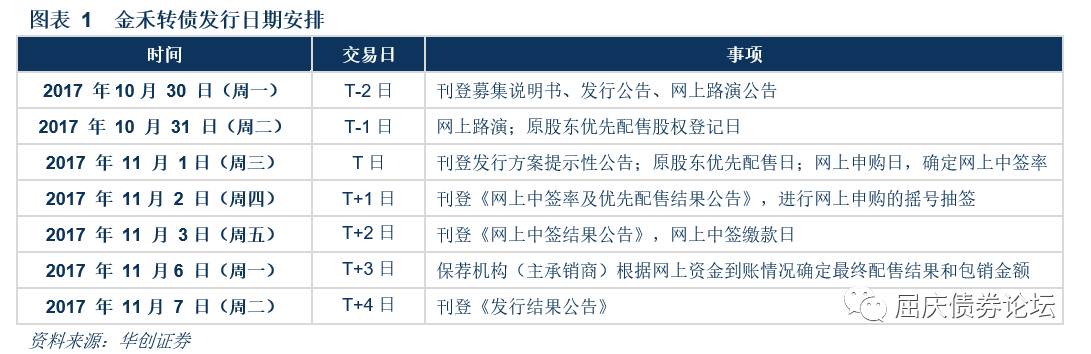 图表 1 金禾转债发行日期安排
时间 交易日 事项
2017 年10 月 30 日（周一） T-2 日 刊登募集说明书、发行公告、网上路演公告
2017 年 10 月 31 日（周二） T-1 日 网上路演；原股东优先配售股权登记日
2017 年 11 月 1 日（周三） T 日 刊登发行方案提示性公告；原股东优先配售日；网上申购日，确定网上中签率
2017 年 11 月 2 日（周四） T+1 日 刊登《网上中签率及优先配售结果公告》，进行网上申购的摇号抽签
2017 年 11 月 3 日（周五） T+2 日 刊登《网上中签结果公告》，网上中签缴款日
2017 年 11 月 6 日（周一） T+3 日 保荐机构（主承销商）根据网上资金到账情况确定最终配售结果和包销金额
2017 年 11 月 7 日（周二） T+4 日 刊登《发行结果公告》
屈庆债券论坛
资料来源：华创证券